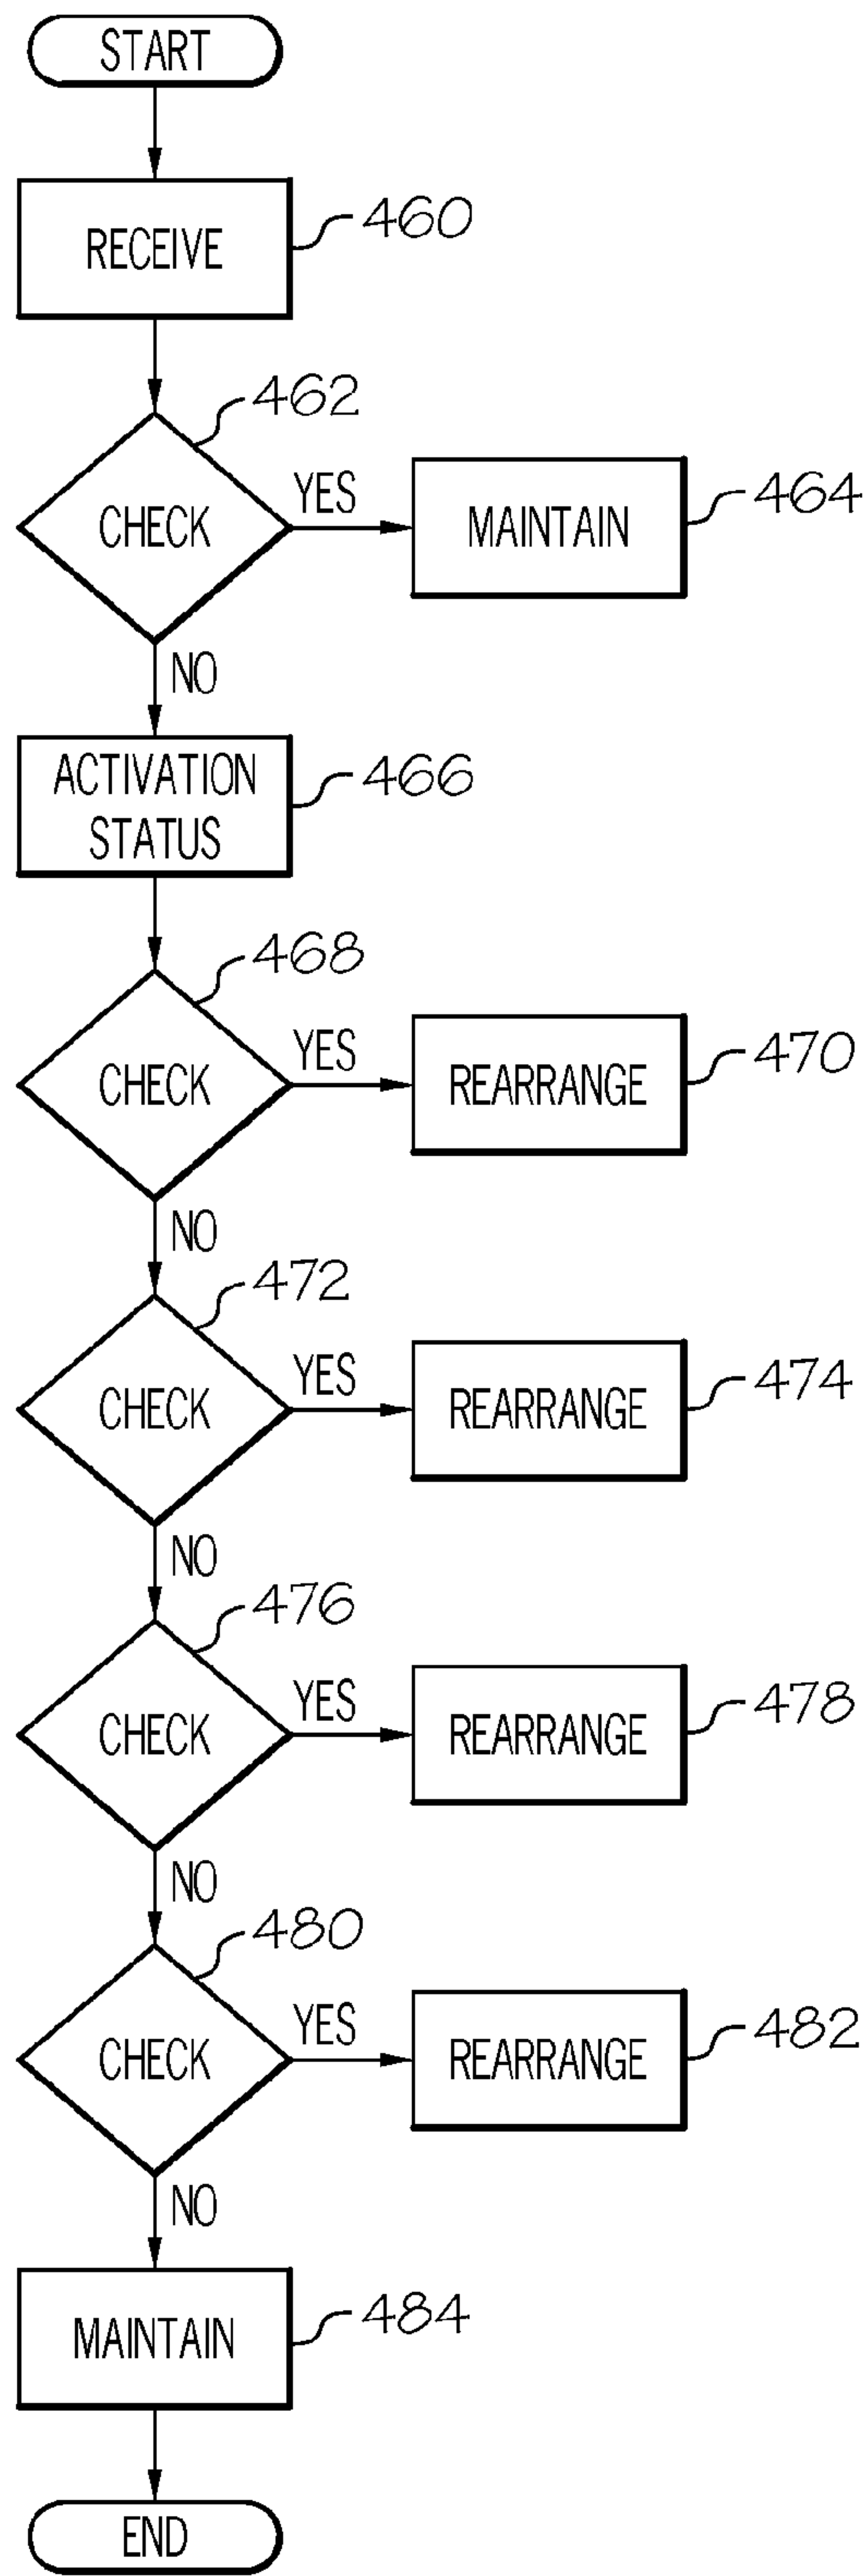 START
RECEIVE
460
462
CHECK
YES
MAINTAIN
464
NO
ACTIVATION
STATUS
466
468
CHECK
YES
REARRANGE
470
NO
472
CHECK
YES
REARRANGE
474
NO
476
CHECK
YES
REARRANGE
478
NO
480
CHECK
YES
REARRANGE
482
NO
MAINTAIN
484
END